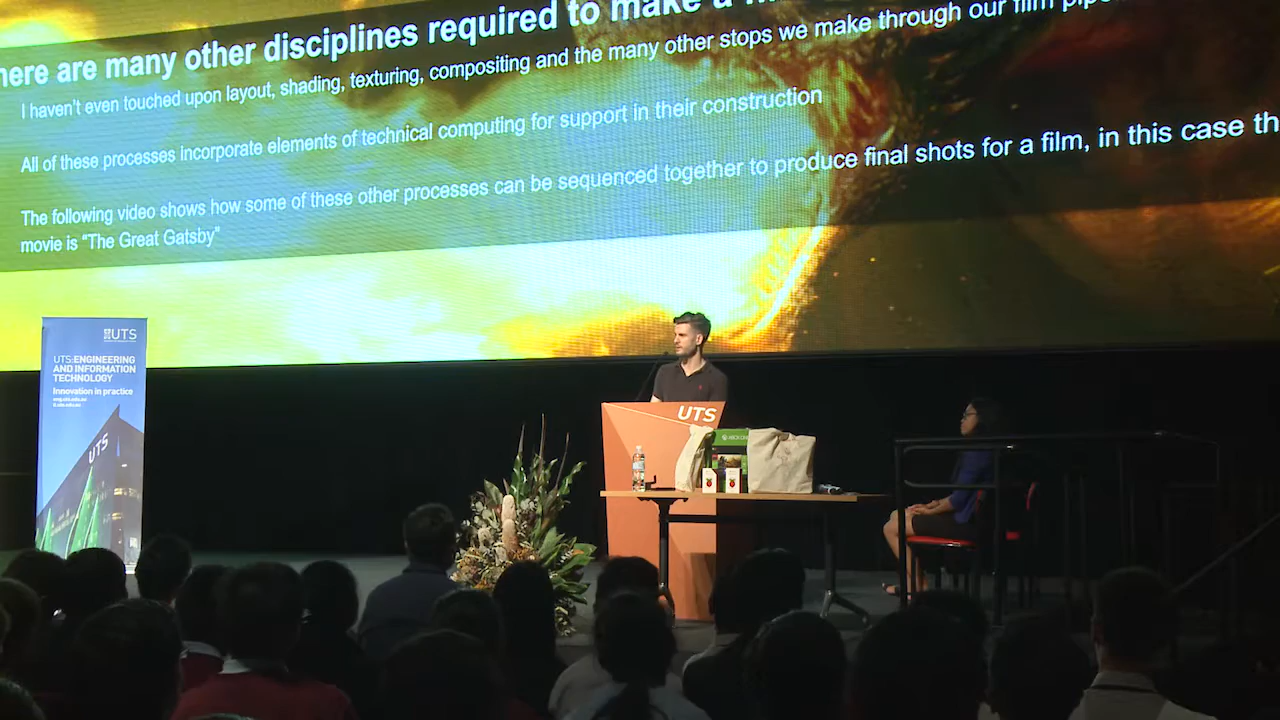 here are many other disciplines required to make a
I haven't even touched upon layout, shading, texturing, compositing and the many other stops we make through our film
All of these processes incorporate elements of technical computing for support in their construction
The following video shows how some of these other processes can be sequenced together to produce final shots for a film, in this case th
movie is "The Great Gatsby"
UTS
UTS:ENGINEERING
AND INFORMATION
TECHNOLOGY
Innovation in practice
UTS
UTS
XBOX ONE